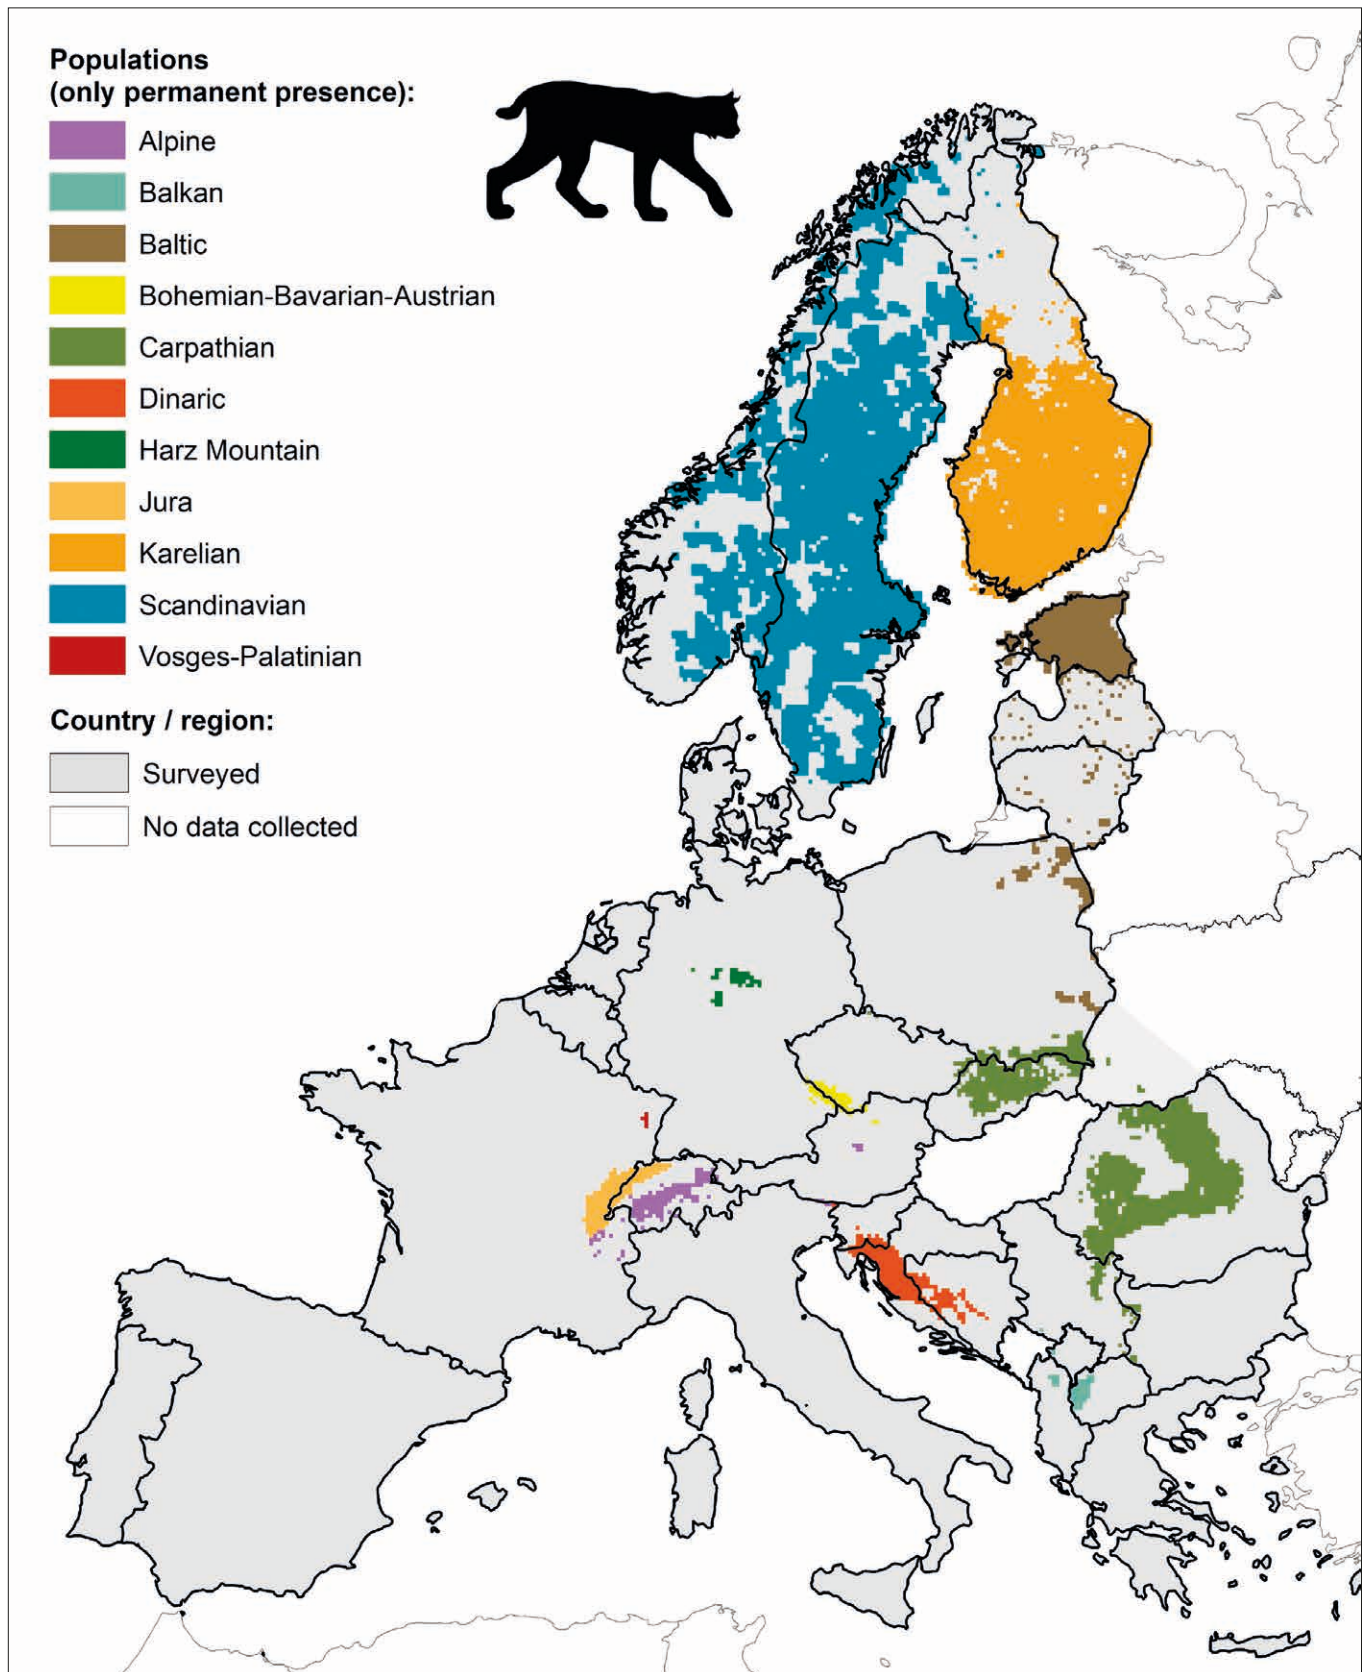 Populations
(only permanent presence):
Alpine
Balkan
Baltic
Bohemian-Bavarian-Austrian
Carpathian
Dinaric
Harz Mountain
Jura
Karelian
Scandinavian
Vosges-Palatinian
Country / region:
Surveyed
No data collected